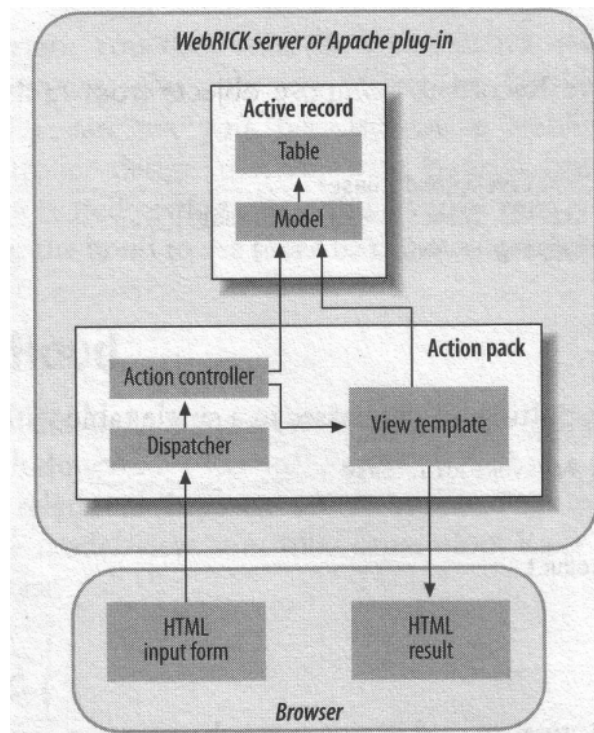 WebRICK server or Apache plug-in
Active record
Table
Model
Action pack
Action controller
View template
Dispatcher
HTML
input form
HTML
result
Browser